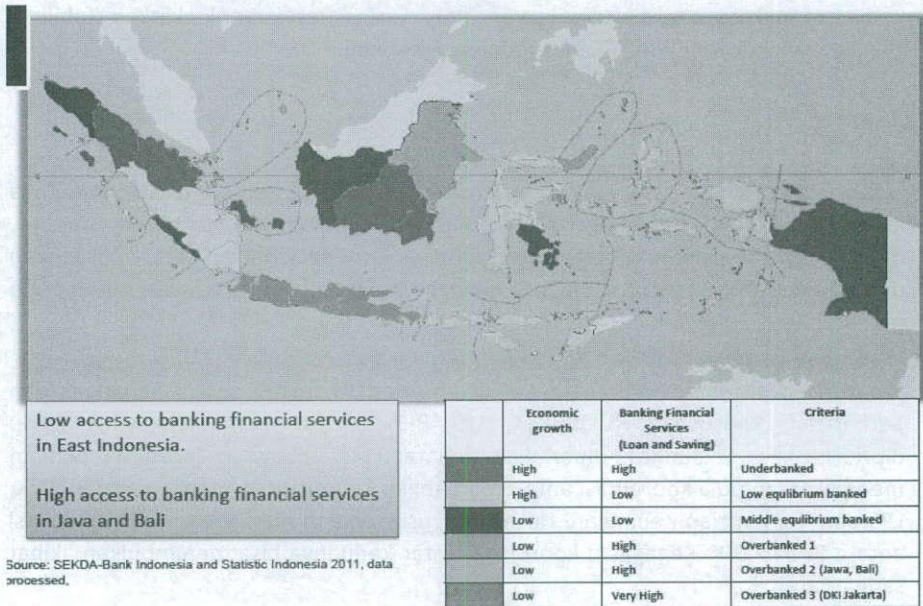 Low access to banking financial services
in East Indonesia.
High access to banking financial services
in Java and Bali
Source: SEKDA-Bank Indonesia and Statistic Indonesia 2011, data
processed,
Economic growth | Banking Financial Services (Loan and Saving) | Criteria
High | High | Underbanked
High | Low | Low equlibrium banked
Low | Low | Middle equlibrium banked
Low | High | Overbanked 1
Low | High | Overbanked 2 (Jawa, Bali)
Low | Very High | Overbanked 3 (DKI Jakarta)